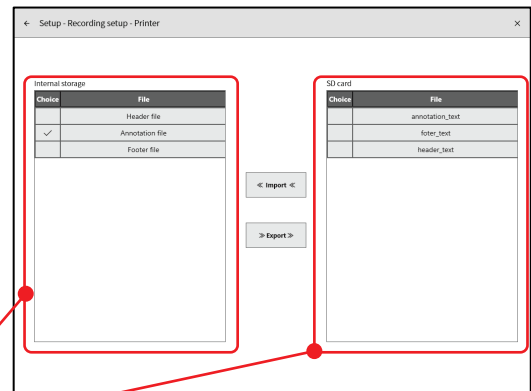 ← Setup - Recording setup - Printer ×
Internal storage
Choice File
Header file
✓ Annotation file
Footer file
≪ Import ≪
≫ Export ≫
SD card
Choice File
annotation_text
foter_text
header_text